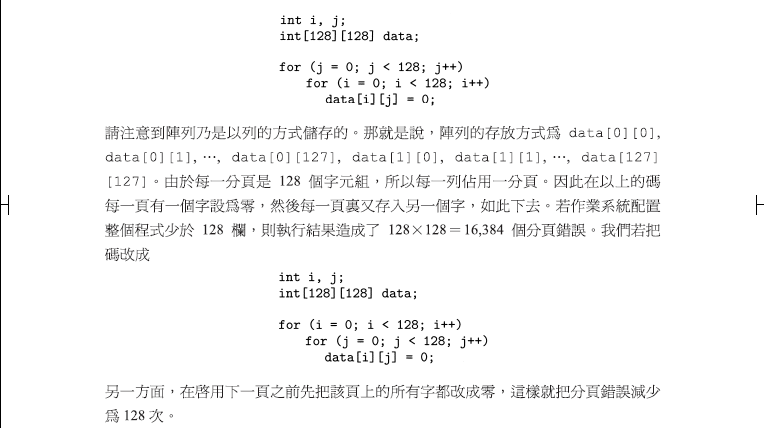 int i, j;
int[128][128] data;
for (j = 0; j < 128; j++)
for (i = 0; i < 128; i++)
data[i][j] = 0;
請注意到陣列乃是以列的方式儲存的。那就是說，陣列的存放方式為 data[0][0],
data[0][1], …, data[0][127], data[1][0], data[1][1], …, data[127]
[127]。由於每一分頁是 128 個字元組，所以每一列佔用一分頁。因此在以上的碼
每一頁有一個字設為零，然後每一頁裏又存入另一個字，如此下去。若作業系統配置
整個程式少於 128 欄，則執行結果造成了 128×128＝16,384 個分頁錯誤。我們若把
碼改成
int i, j;
int[128][128] data;
for (i = 0; i < 128; i++)
for (j = 0; j < 128; j++)
data[i][j] = 0;
另一方面，在啓用下一頁之前先把該頁上的所有字都改成零，這樣就把分頁錯誤減少
為 128 次。